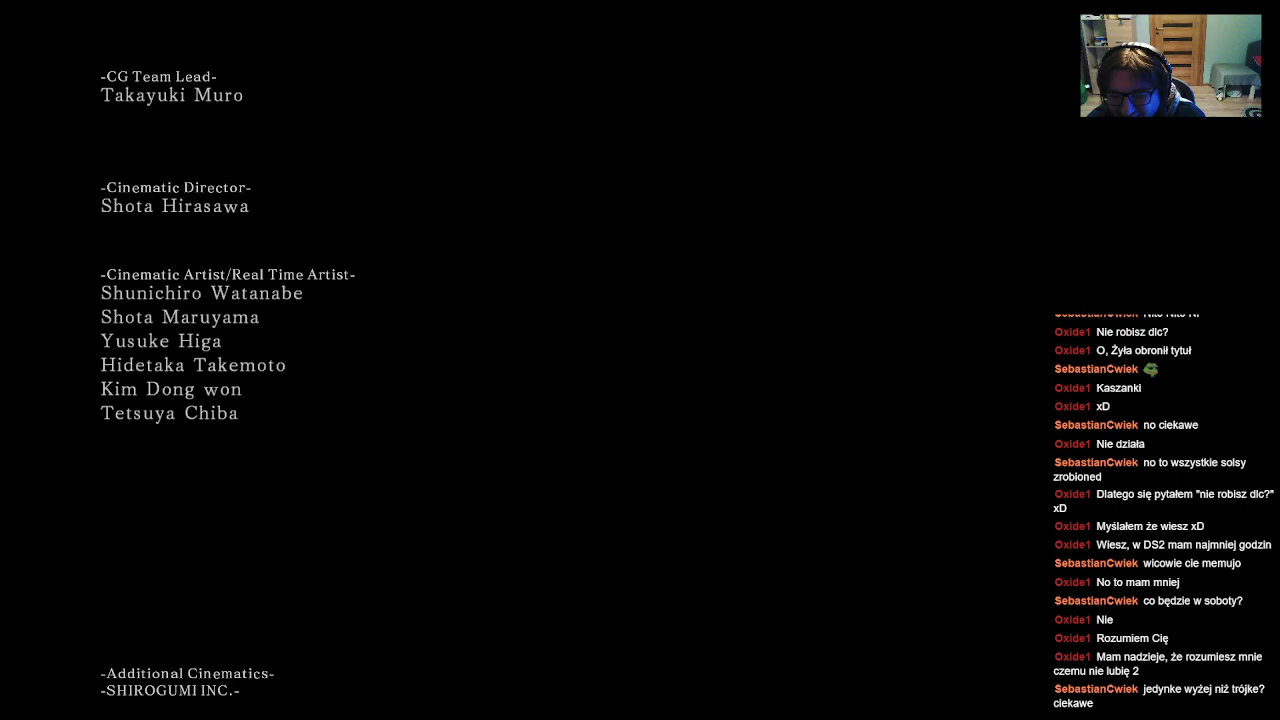 -CG Team Lead-
Takayuki Muro
-Cinematic Director-
Shota Hirasawa
-Cinematic Artist/Real Time Artist-
Shunichiro Watanabe
Shota Maruyama
Yusuke Higa
Hidetaka Takemoto
Kim Dong won
Tetsuya Chiba
-Additional Cinematics-
-SHIROGUMI INC.-
Oxide1 Nie robisz dlc?
Oxide1 O, Żyła obronił tytuł
SebastianCwiek
Oxide1 Kaszanki
Oxide1 xD
SebastianCwiek no ciekawe
Oxide1 Nie działa
SebastianCwiek no to wszystkie solsy
zrobioned
Oxide1 Dlatego się pytałem "nie robisz dlc?"
xD
Oxide1 Myślałem że wiesz xD
Oxide1 Wiesz, w DS2 mam najmniej godzin
SebastianCwiek wicowie cie memujo
Oxide1 No to mam mniej
SebastianCwiek co będzie w soboty?
Oxide1 Nie
Oxide1 Rozumiem Cię
Oxide1 Mam nadzieje, że rozumiesz mnie
czemu nie lubię 2
SebastianCwiek jedynke wyżej niż trójke?
ciekawe